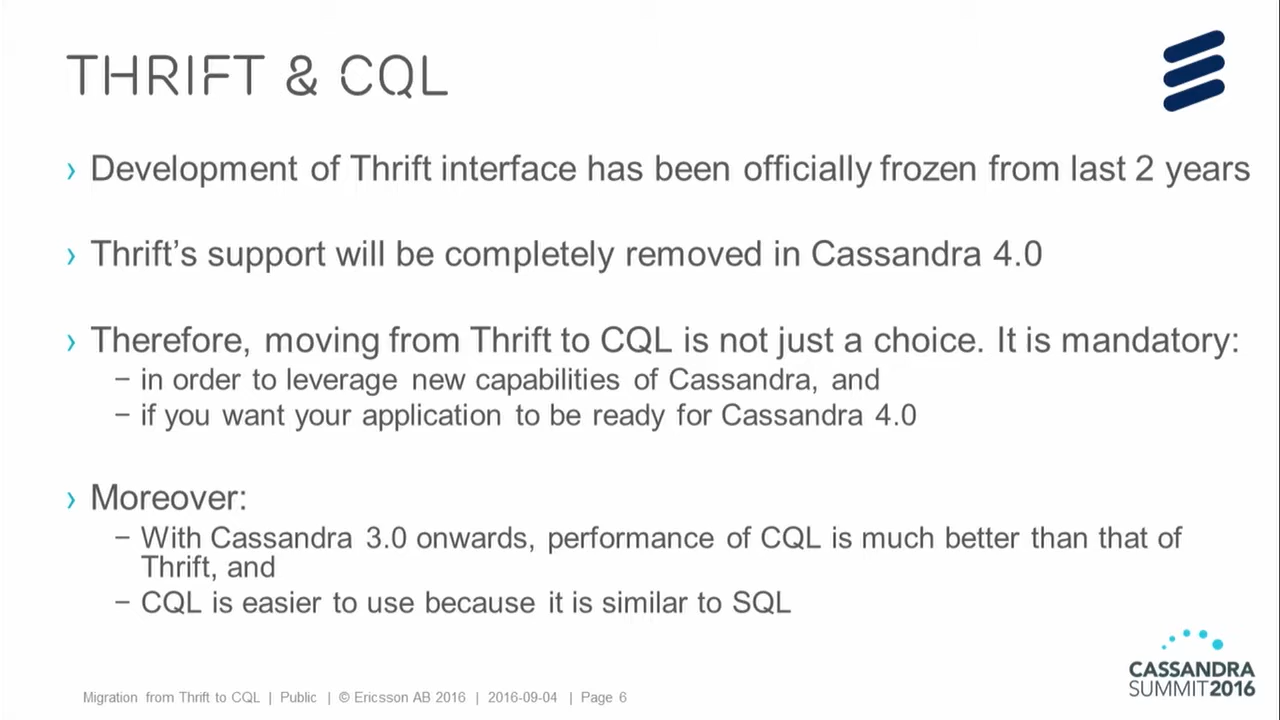 THRIFT & CQL
› Development of Thrift interface has been officially frozen from last 2 years
› Thrift’s support will be completely removed in Cassandra 4.0
› Therefore, moving from Thrift to CQL is not just a choice. It is mandatory:
− in order to leverage new capabilities of Cassandra, and
− if you want your application to be ready for Cassandra 4.0
› Moreover:
− With Cassandra 3.0 onwards, performance of CQL is much better than that of
Thrift, and
− CQL is easier to use because it is similar to SQL
CASSANDRA
SUMMIT2016
Migration from Thrift to CQL | Public | © Ericsson AB 2016 | 2016-09-04 | Page 6